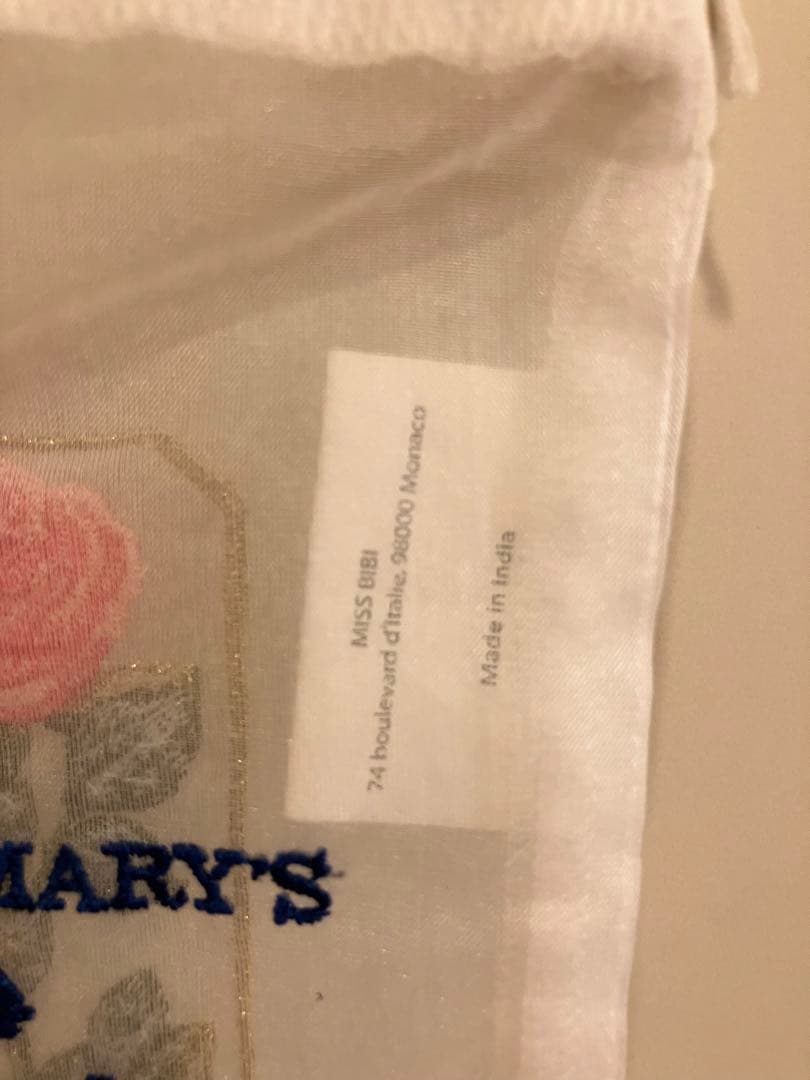 MISS BIBI
74 boulevard d'Italie, 98000 Monaco
Made in India
MARY'S